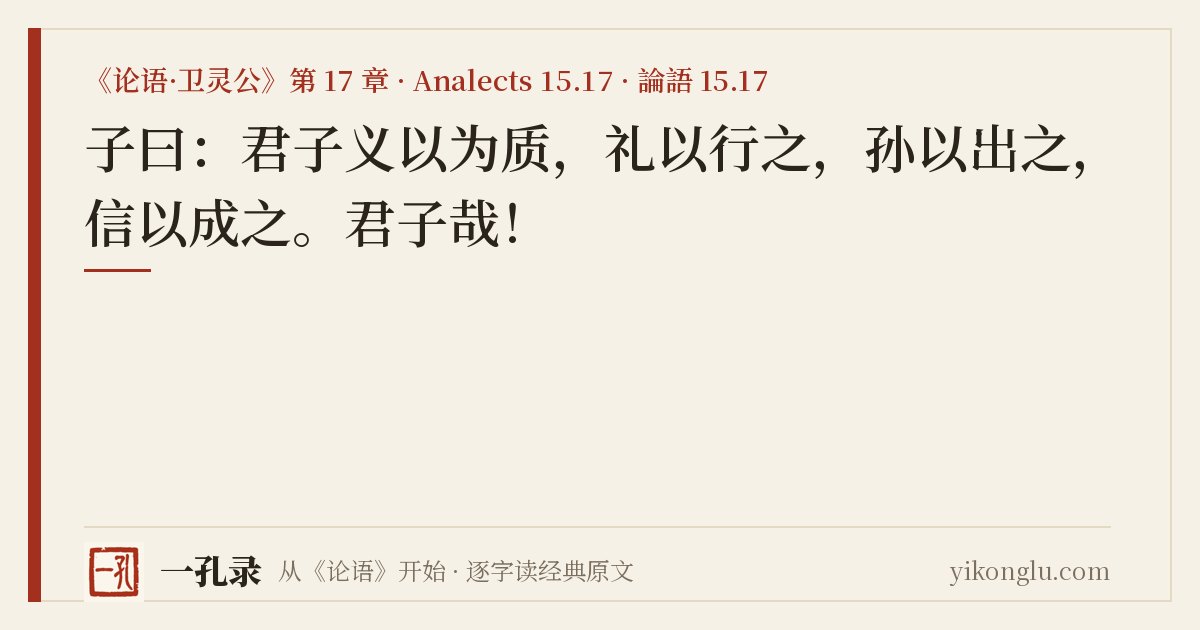 《论语·卫灵公》第 17 章 · Analects 15.17 · 論語 15.17
子曰：君子义以为质，礼以行之，孙以出之，
信以成之。君子哉！
一孔
一孔录 从《论语》开始 · 逐字读经典原文 yikonglu.com